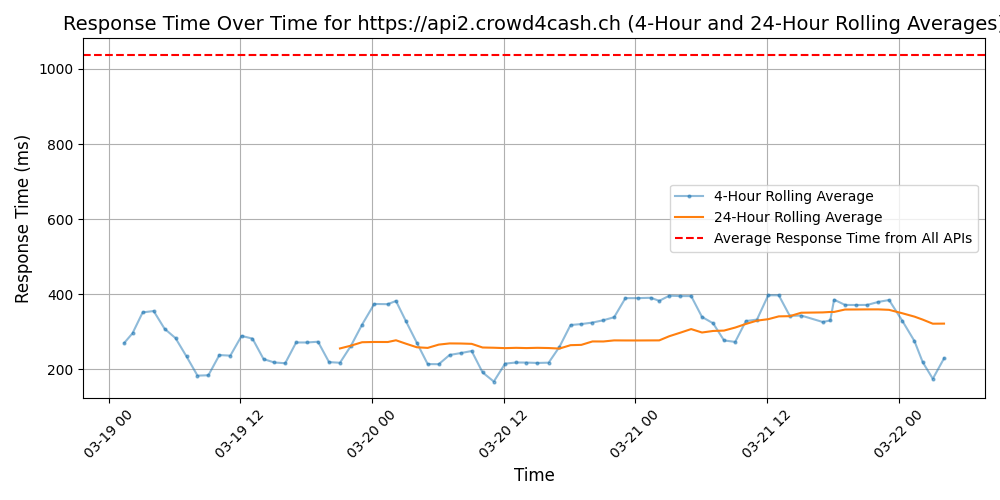 Response Time Over Time for https://api2.crowd4cash.ch (4-Hour and 24-Hour Rolling Averages)
Response Time (ms)
1000
800
600
400
200
4-Hour Rolling Average
24-Hour Rolling Average
Average Response Time from All APIs
03-19 00
03-19 12
03-20 00
03-20 12
03-21 00
03-21 12
03-22 00
Time